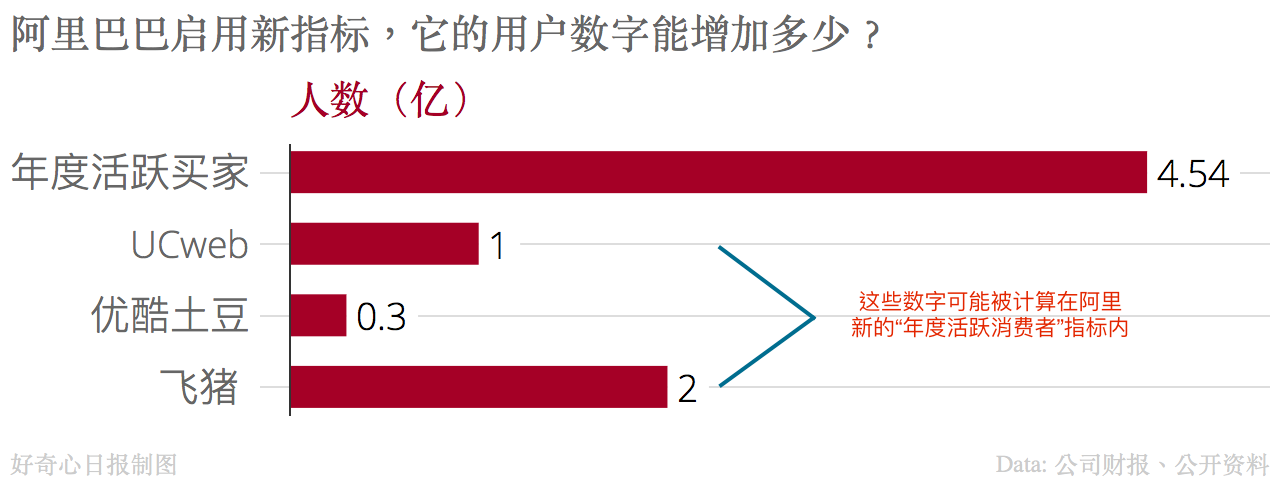 阿里巴巴启用新指标，它的用户数字能增加多少？
人数（亿）
年度活跃买家 4.54
UCweb 1
优酷土豆 0.3
飞猪 2
这些数字可能被计算在阿里
新的“年度活跃消费者”指标内
好奇心日报制图
Data: 公司财报、公开资料